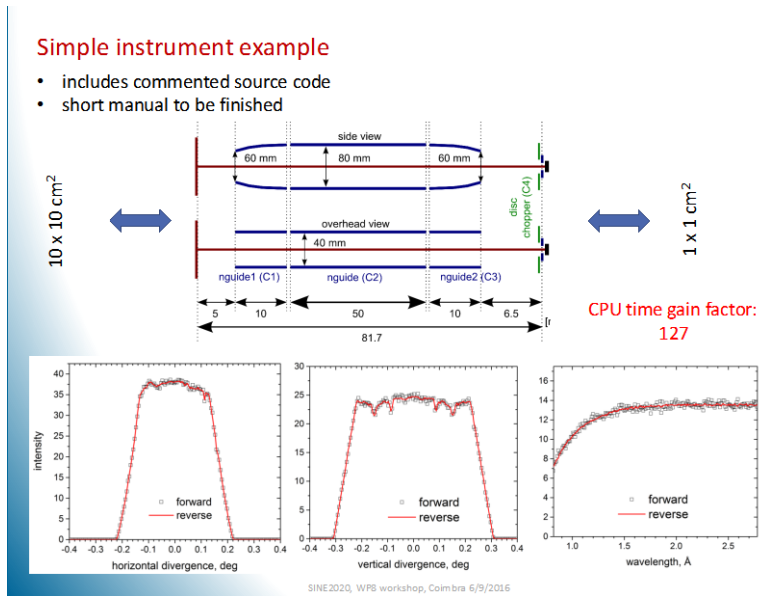 Simple instrument example
• includes commented source code
• short manual to be finished
side view
60 mm
80 mm
60 mm
10 x 10 cm2
disc
chopper (C4)
1 x 1 cm2
overhead view
40 mm
nguide1 (C1)
nguide (C2)
nguide2 (C3)
5
10
50
10
6.5
81.7
CPU time gain factor:
127
intensity
40
35
30
25
20
15
10
5
0
forward
reverse
-0.4 -0.3 -0.2 -0.1 0.0 0.1 0.2 0.3 0.4
horizontal divergence, deg
30
25
20
15
10
5
0
forward
reverse
-0.4 -0.3 -0.2 -0.1 0.0 0.1 0.2 0.3 0.4
vertical divergence, deg
16
14
12
10
8
6
4
2
0
forward
reverse
1.0 1.5 2.0 2.5
wavelength, Å
SINE2020, WP8 workshop, Coimbra 6/9/2016